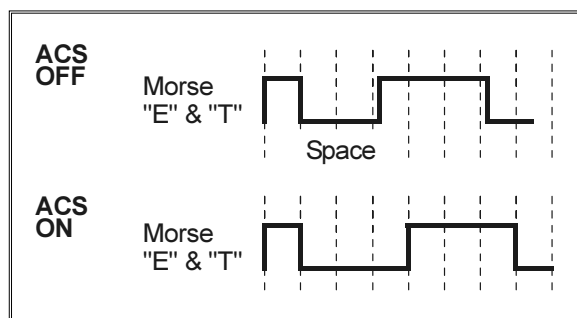 ACS
OFF
Morse
"E" & "T"
Space
ACS
ON
Morse
"E" & "T"